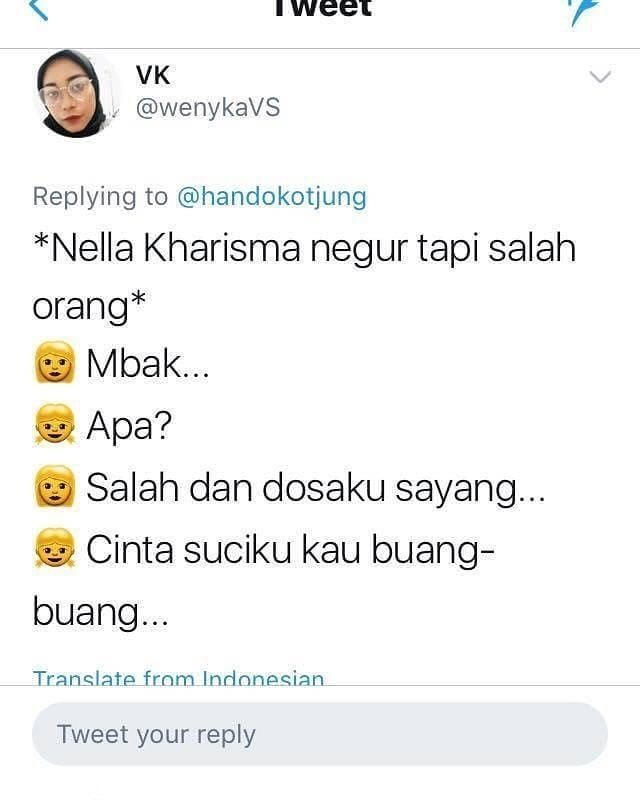 Tweet
VK
@wenykaVS
Replying to @handokotjung
*Nella Kharisma negur tapi salah
orang*
👩 Mbak...
👧 Apa?
👩 Salah dan dosaku sayang...
👧 Cinta suciku kau buang-
buang...
Translate from Indonesian
Tweet your reply